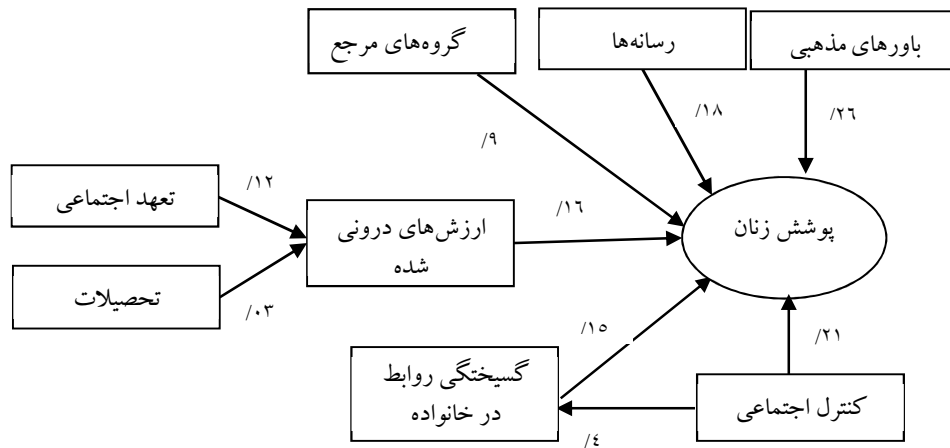 گروه‌های مرجع
رسانه‌ها
باورهای مذهبی
/۹
/۱۸
/۲۶
تعهد اجتماعی
/۱۲
ارزش‌های درونی
شده
/۱۶
پوشش زنان
تحصیلات
/۰۳
/۱۵
/۲۱
گسیختگی روابط
در خانواده
کنترل اجتماعی
/٤